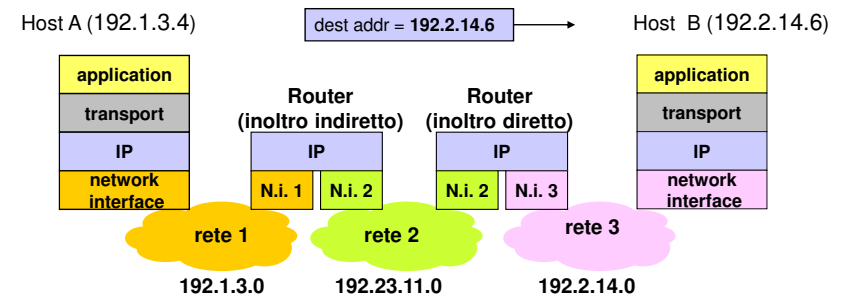 Host A (192.1.3.4)
dest addr = 192.2.14.6
Host B (192.2.14.6)
application
transport
IP
network
interface
Router
(inoltro indiretto)
IP
N.i. 1
N.i. 2
Router
(inoltro diretto)
IP
N.i. 2
N.i. 3
application
transport
IP
network
interface
rete 1
rete 2
rete 3
192.1.3.0
192.23.11.0
192.2.14.0